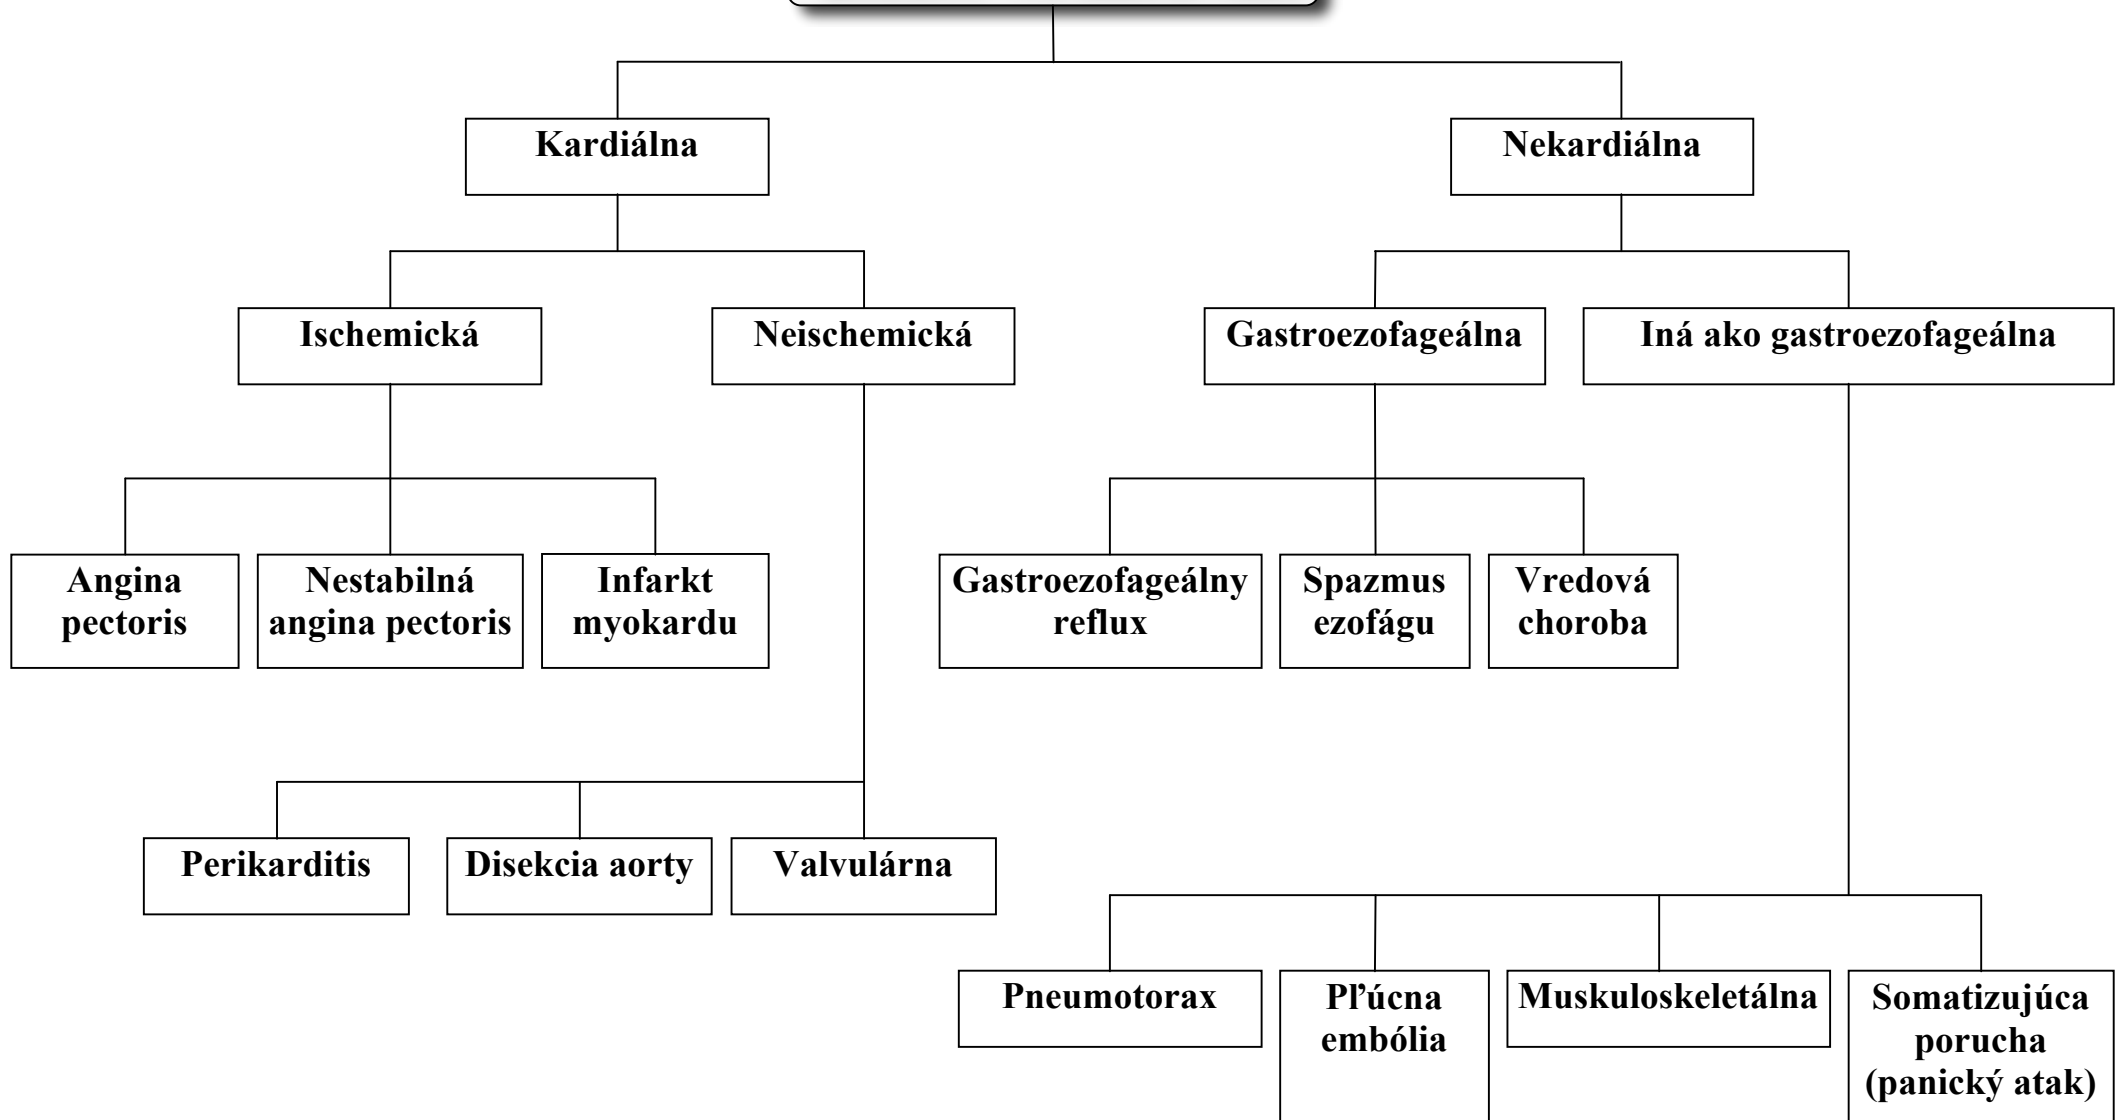 Kardiálna
Nekardiálna
Ischemická
Neischemická
Gastroezofageálna
Iná ako gastroezofageálna
Angina
pectoris
Nestabilná
angina pectoris
Infarkt
myokardu
Gastroezofageálny
reflux
Spazmus
ezofágu
Vredová
choroba
Perikarditis
Disekcia aorty
Valvulárna
Pneumotorax
Pľúcna
embólia
Muskuloskeletálna
Somatizujúca
porucha
(panický atak)